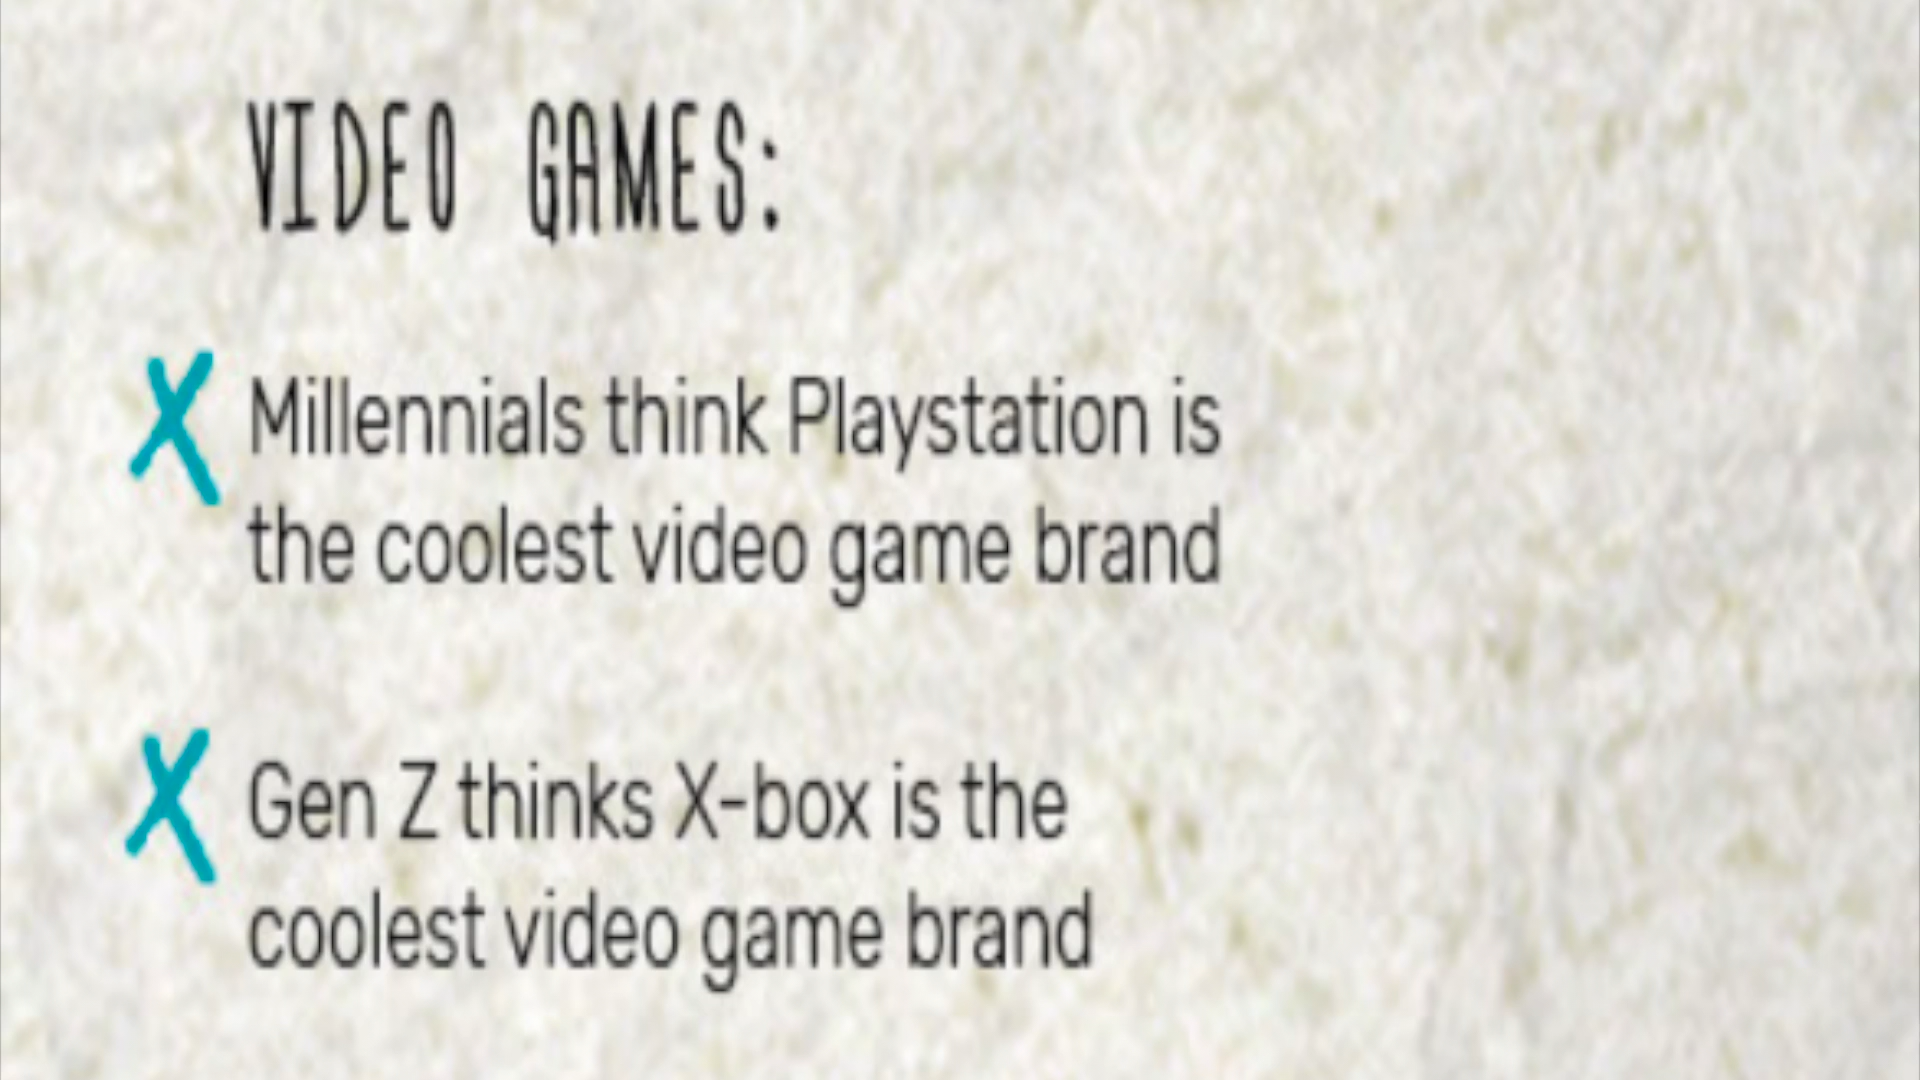 VIDEO GAMES:
Millennials think Playstation is
the coolest video game brand
Gen Z thinks X-box is the
coolest video game brand